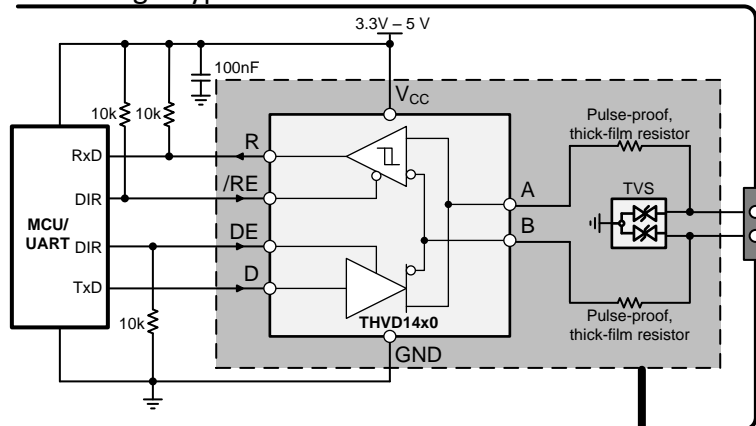 3.3V – 5 V
100nF
10k
10k
VCC
R
RxD
/RE
DIR
MCU/
UART
DIR
DE
TxD
D
10k
THVD14x0
GND
A
B
Pulse-proof,
thick-film resistor
TVS
Pulse-proof,
thick-film resistor